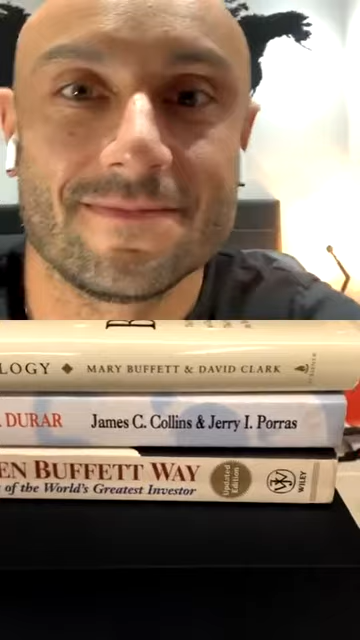 OLOGY ◆ MARY BUFFETT & DAVID CLARK
DURAR James C. Collins & Jerry I. Porras
EN BUFFETT WAY Updated Edition WILEY
of the World's Greatest Investor